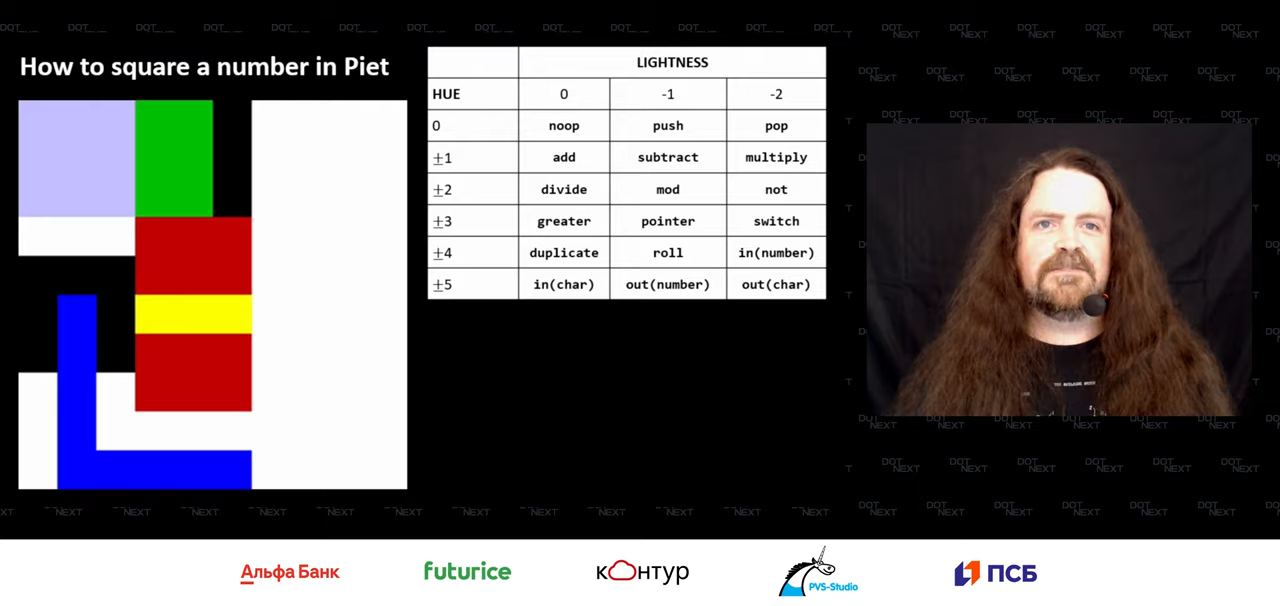 How to square a number in Piet
LIGHTNESS
HUE 0 -1 -2
0 noop push pop
±1 add subtract multiply
±2 divide mod not
±3 greater pointer switch
±4 duplicate roll in(number)
±5 in(char) out(number) out(char)
DOT NEXT
Альфа Банк
futurice
контур
PVS-Studio
ПСБ